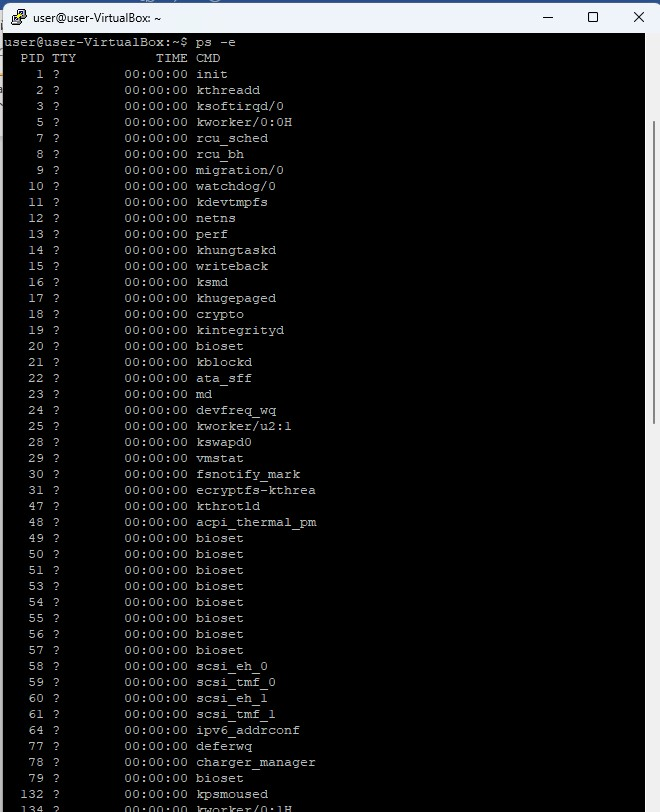 user@user-VirtualBox: ~
user@user-VirtualBox:~$ ps -e
PID TTY TIME CMD
1 ? 00:00:00 init
2 ? 00:00:00 kthreadd
3 ? 00:00:00 ksoftirqd/0
5 ? 00:00:00 kworker/0:0H
7 ? 00:00:00 rcu_sched
8 ? 00:00:00 rcu_bh
9 ? 00:00:00 migration/0
10 ? 00:00:00 watchdog/0
11 ? 00:00:00 kdevtmpfs
12 ? 00:00:00 netns
13 ? 00:00:00 perf
14 ? 00:00:00 khungtaskd
15 ? 00:00:00 writeback
16 ? 00:00:00 ksmd
17 ? 00:00:00 khugepaged
18 ? 00:00:00 crypto
19 ? 00:00:00 kintegrityd
20 ? 00:00:00 bioset
21 ? 00:00:00 kblockd
22 ? 00:00:00 ata_sff
23 ? 00:00:00 md
24 ? 00:00:00 devfreq_wq
25 ? 00:00:00 kworker/u2:1
28 ? 00:00:00 kswapd0
29 ? 00:00:00 vmstat
30 ? 00:00:00 fsnotify_mark
31 ? 00:00:00 ecryptfs-kthrea
47 ? 00:00:00 kthrotld
48 ? 00:00:00 acpi_thermal_pm
49 ? 00:00:00 bioset
50 ? 00:00:00 bioset
51 ? 00:00:00 bioset
53 ? 00:00:00 bioset
54 ? 00:00:00 bioset
55 ? 00:00:00 bioset
56 ? 00:00:00 bioset
57 ? 00:00:00 bioset
58 ? 00:00:00 scsi_eh_0
59 ? 00:00:00 scsi_tmf_0
60 ? 00:00:00 scsi_eh_1
61 ? 00:00:00 scsi_tmf_1
64 ? 00:00:00 ipv6_addrconf
77 ? 00:00:00 deferwq
78 ? 00:00:00 charger_manager
79 ? 00:00:00 bioset
132 ? 00:00:00 kpsmoused
134 ? 00:00:00 kworker/0:1H